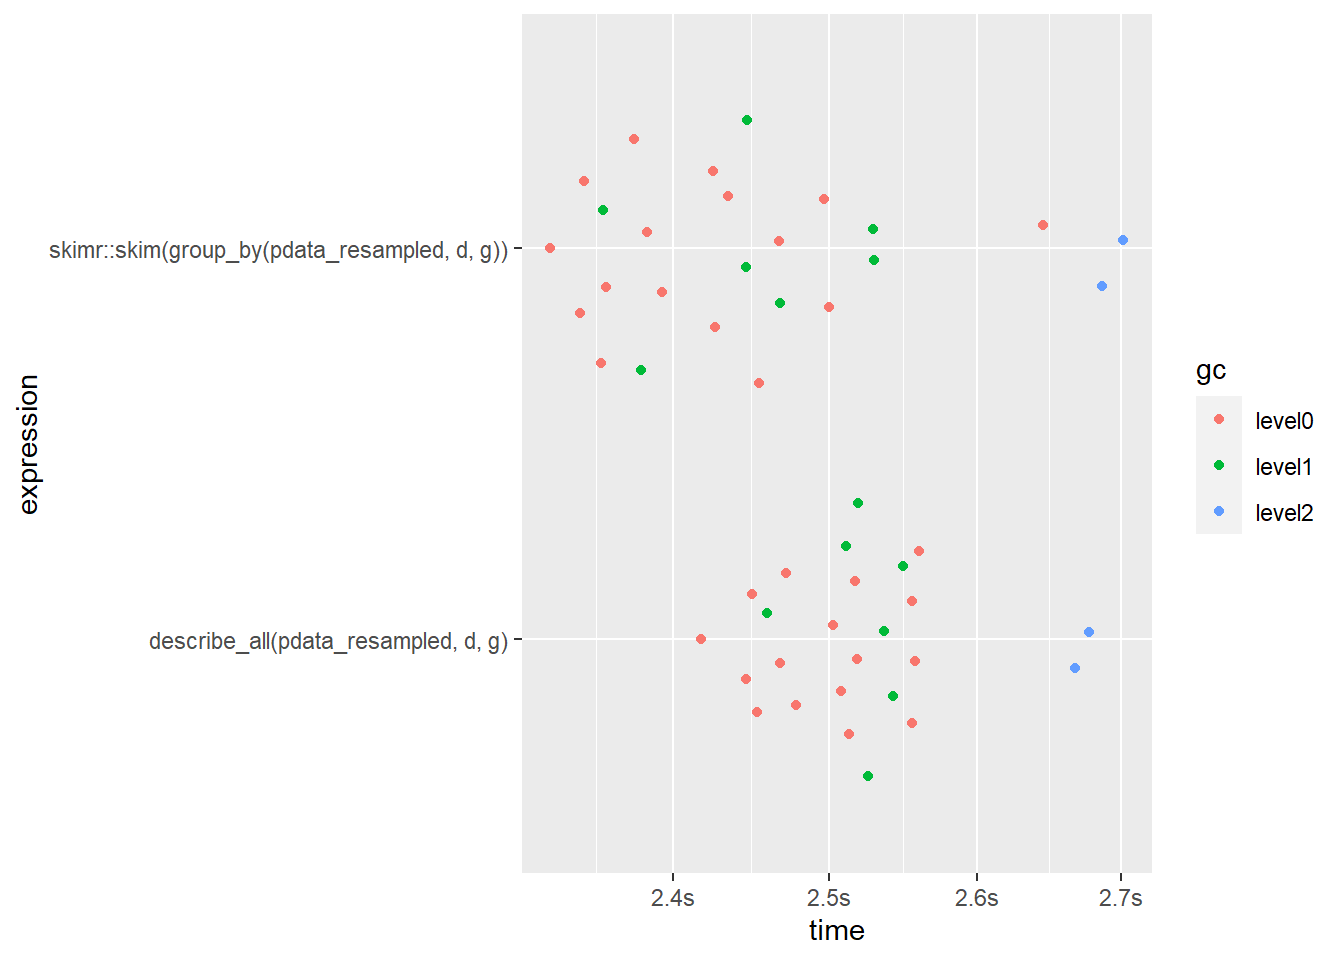 skimr::skim(group_by(pdata_resampled, d, g))
describe_all(pdata_resampled, d, g)
expression
2.4s 2.5s 2.6s 2.7s
time
gc
level0
level1
level2